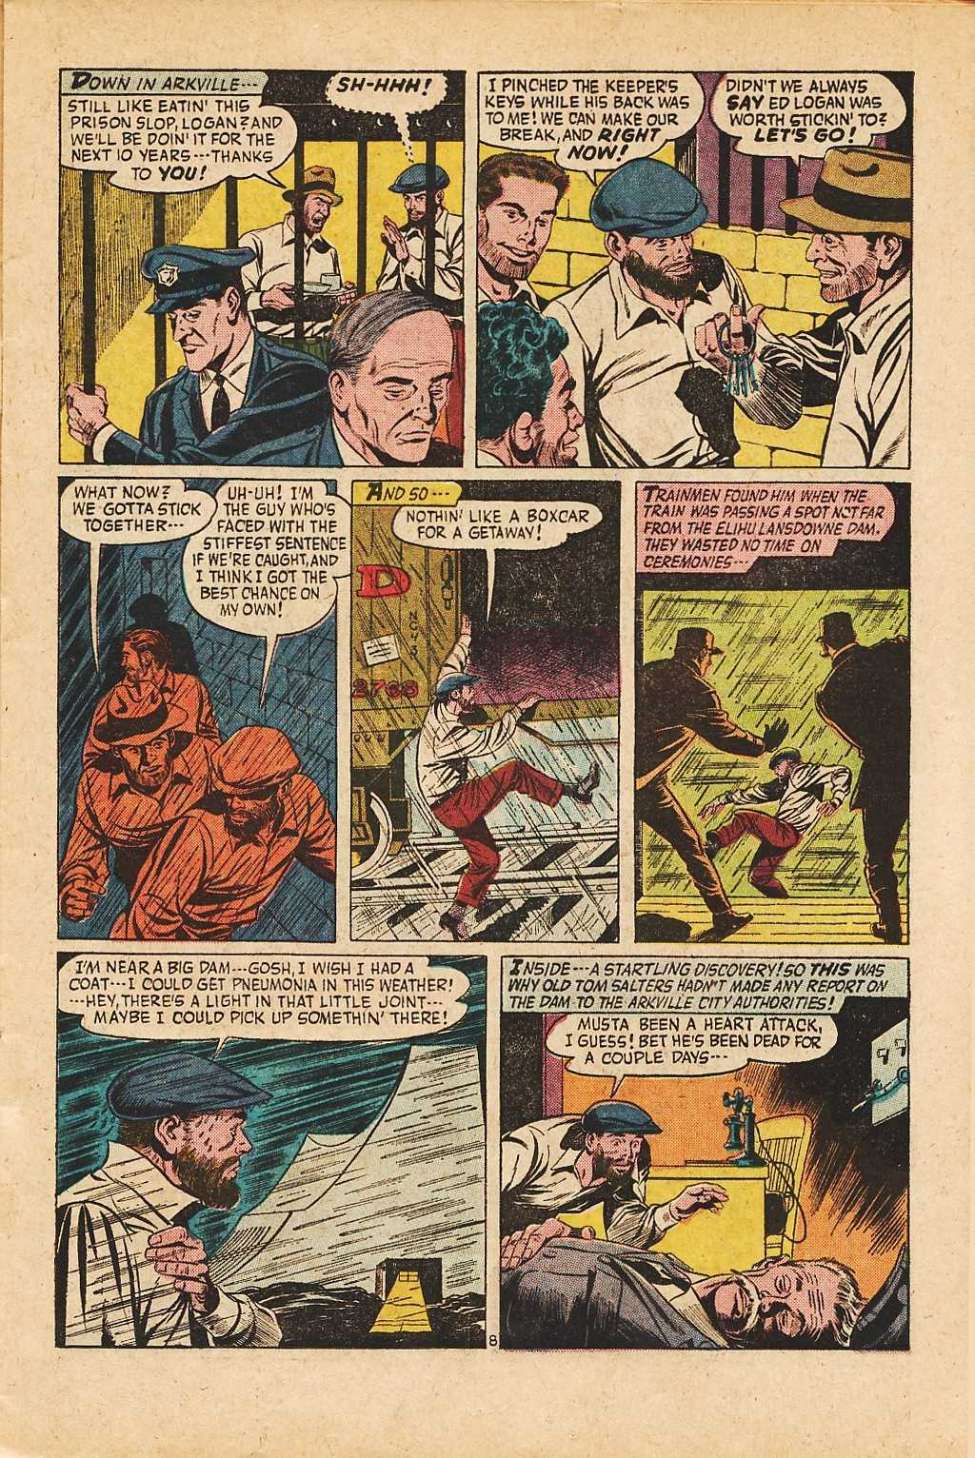 DOWN IN ARKVILLE---
STILL LIKE EATIN' THIS
PRISON SLOP, LOGAN? AND
WE'LL BE DOIN' IT FOR THE
NEXT 10 YEARS---THANKS
TO YOU!
SH-HHH!
I PINCHED THE KEEPER'S
KEYS WHILE HIS BACK WAS
TO ME! WE CAN MAKE OUR
BREAK, AND RIGHT
NOW!
DIDN'T WE ALWAYS
SAY ED LOGAN WAS
WORTH STICKIN' TO?
LET'S GO!
WHAT NOW?
WE GOTTA STICK
TOGETHER---
UH-UH! I'M
THE GUY WHO'S
FACED WITH THE
STIFFEST SENTENCE
IF WE'RE CAUGHT, AND
I THINK I GOT THE
BEST CHANCE ON
MY OWN!
AND SO---
NOTHIN' LIKE A BOXCAR
FOR A GETAWAY!
D
2768
TRAINMEN FOUND HIM WHEN THE
TRAIN WAS PASSING A SPOT NOT FAR
FROM THE ELIHU LANSDOWNE DAM.
THEY WASTED NO TIME ON
CEREMONIES---
I'M NEAR A BIG DAM---GOSH, I WISH I HAD A
COAT---I COULD GET PNEUMONIA IN THIS WEATHER!
---HEY, THERE'S A LIGHT IN THAT LITTLE JOINT---
MAYBE I COULD PICK UP SOMETHIN' THERE!
INSIDE---A STARTLING DISCOVERY! SO THIS WAS
WHY OLD TOM SALTERS HADN'T MADE ANY REPORT ON
THE DAM TO THE ARKVILLE CITY AUTHORITIES!
MUSTA BEEN A HEART ATTACK,
I GUESS! BET HE'S BEEN DEAD FOR
A COUPLE DAYS---
8